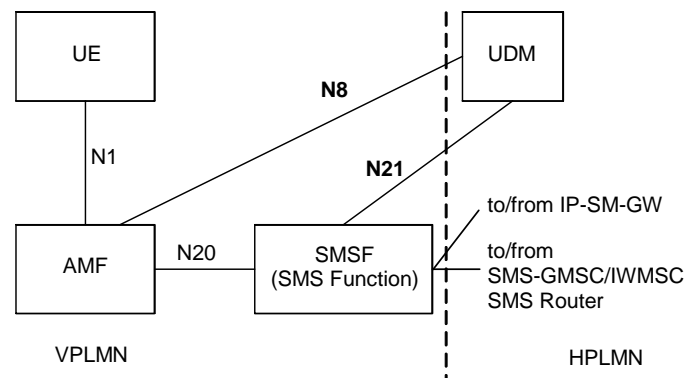 UE
UDM
N8
N1
N21
to/from IP-SM-GW
AMF
N20
SMSF
(SMS Function)
to/from
SMS-GMSC/IWMSC
SMS Router
VPLMN
HPLMN